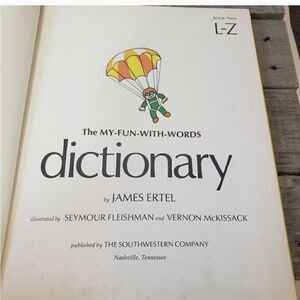 BOOK TWO
L-Z
The MY-FUN-WITH-WORDS
dictionary
by JAMES ERTEL
illustrated by SEYMOUR FLEISHMAN and VERNON McKISSACK
published by THE SOUTHWESTERN COMPANY
Nashville, Tennessee